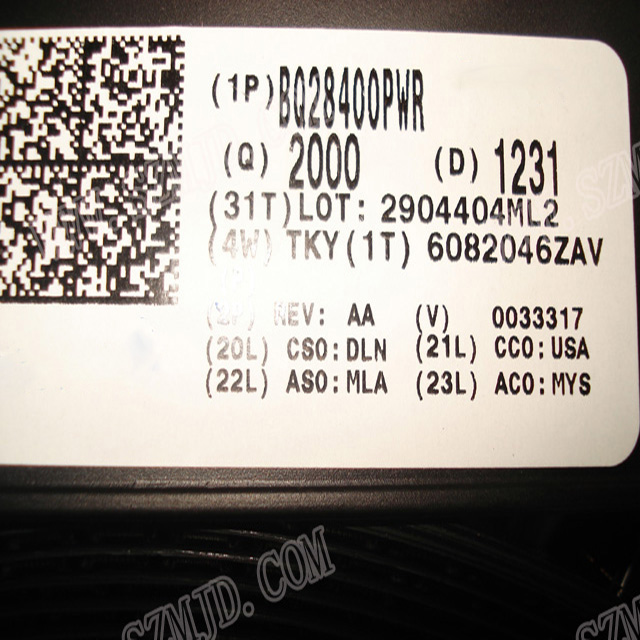 (1P) BQ28400PWR
(Q) 2000 (D) 1231
(31T) LOT: 2904404ML2
(4W) TKY (1T) 6082046ZAV
(2P) REV: AA (V) 0033317
(20L) CSO: DLN (21L) CCO: USA
(22L) ASO: MLA (23L) ACO: MYS
SZMJD.COM